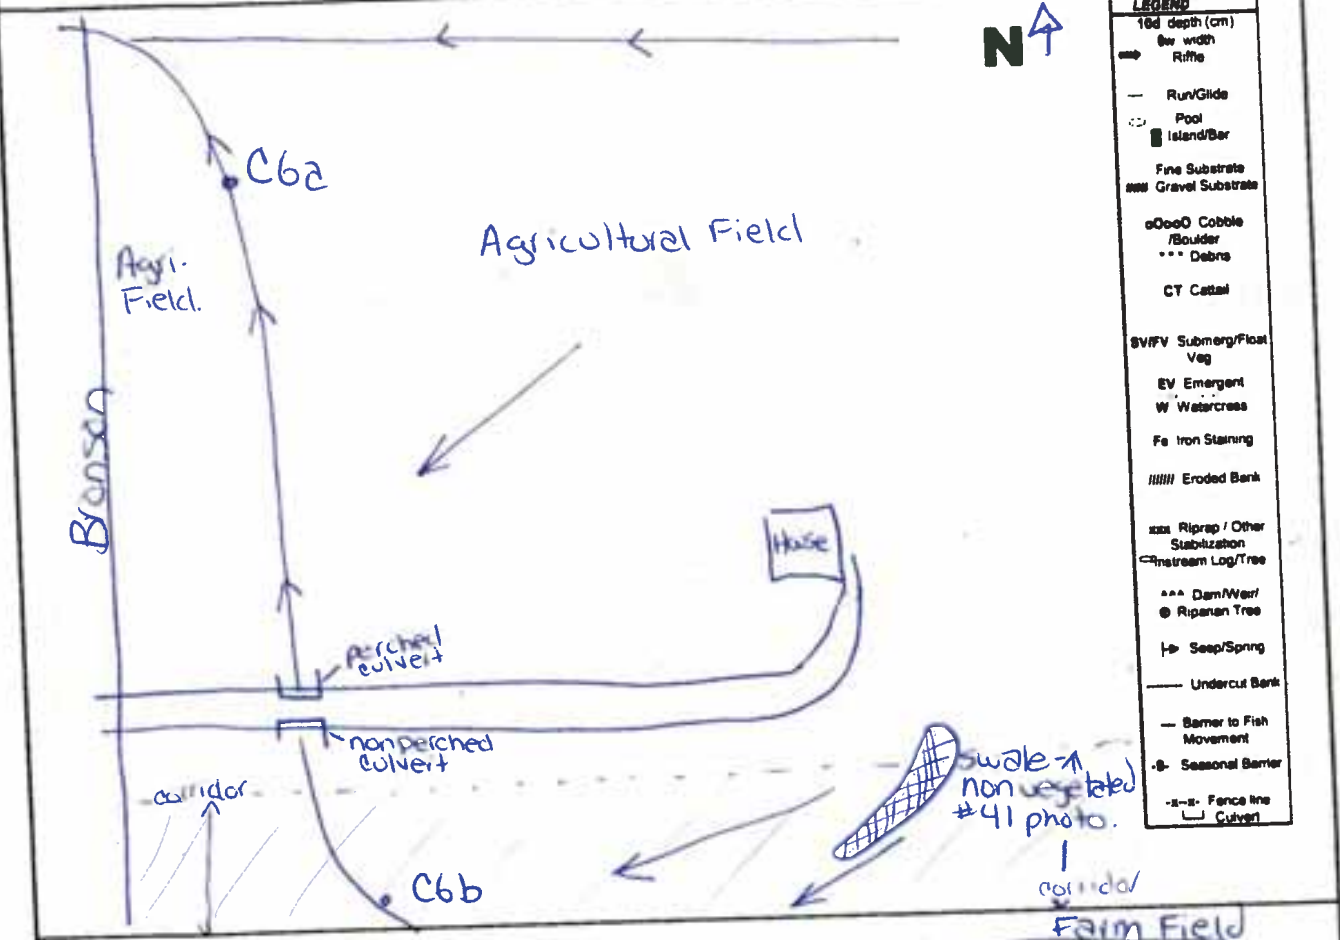 N
C6a
Agricultural Field
Agri.
Field.
Bronson
House
perched
culvert
nonperched
culvert
corridor
swale
non vegetated
#41 photo.
corridor
C6b
Farm Field
LEGEND
10d depth (cm)
8w width
Riffle
Run/Glide
Pool
Island/Bar
Fine Substrate
Gravel Substrate
oOooO Cobble
/Boulder
Debris
CT Cattail
SV/FV Submerg/Float
Veg
EV Emergent
W Watercress
Fe Iron Staining
Eroded Bank
Riprap / Other
Stabilization
Instream Log/Tree
Dam/Weir/
Riparian Tree
Seep/Spring
Undercut Bank
Barrier to Fish
Movement
-S- Seasonal Barrier
-x-x- Fence line
Culvert